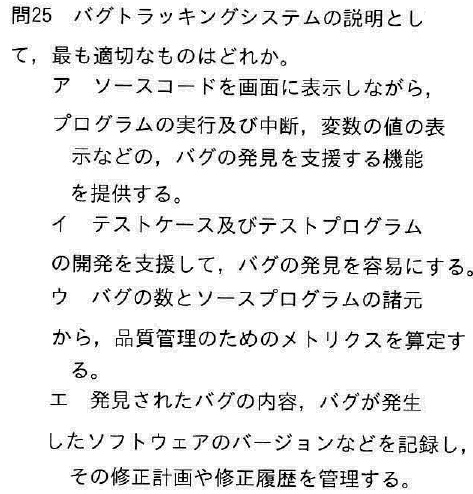 問25　バグトラッキングシステムの説明とし
て，最も適切なものはどれか。
ア　ソースコードを画面に表示しながら，
プログラムの実行及び中断，変数の値の表
示などの，バグの発見を支援する機能
を提供する。
イ　テストケース及びテストプログラム
の開発を支援して，バグの発見を容易にする。
ウ　バグの数とソースプログラムの諸元
から，品質管理のためのメトリクスを算定す
る。
エ　発見されたバグの内容，バグが発生
したソフトウェアのバージョンなどを記録し，
その修正計画や修正履歴を管理する。